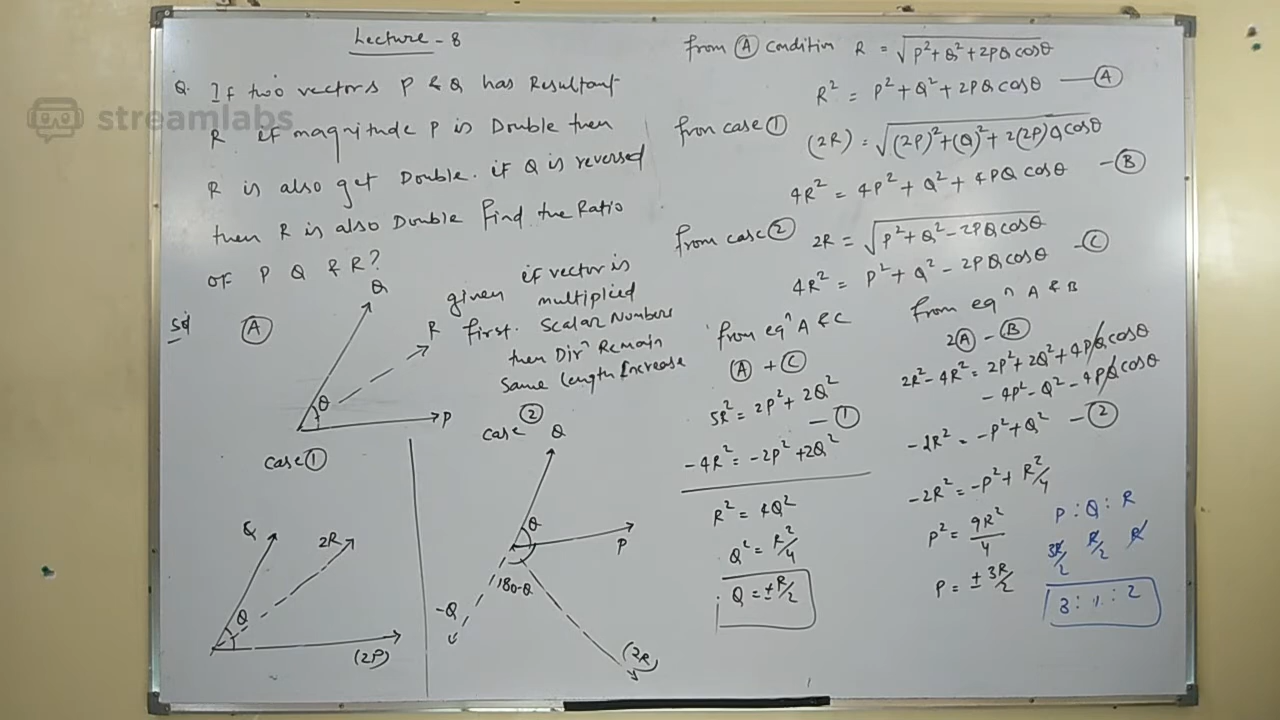 Lecture - 8
Q. If two vectors P & Q has Resultant
R if magnitude P is Double then
R is also get Double. if Q is reversed
then R is also Double find the Ratio
of P Q & R?
streamlabs
Sol
A
Q
R
θ
P
given if vector is
first. multiplied
Scalar Numbers
then Dirⁿ Remain
Same length Increase
case ①
Q
2R
θ
(2P)
case ②
Q
θ
P
180-θ
-Q
(2R)
from Ⓐ condition R = √P²+Q²+2PQ cosθ
R² = P²+Q²+2PQ cosθ — Ⓐ
from case ①
(2R) = √(2P)²+(Q)²+2(2P)Q cosθ
4R² = 4P²+Q²+4PQ cosθ — Ⓑ
from case ② 2R = √P²+Q²-2PQ cosθ
4R² = P²+Q²-2PQ cosθ — Ⓒ
from eqⁿ A & C
Ⓐ + Ⓒ
5R² = 2P²+2Q² — ①
-4R² = -2P²+2Q²
R² = 4Q²
Q² = R²/4
Q = ±R/2
from eqⁿ A & B
2Ⓐ - Ⓑ
2R²-4R² = 2P²+2Q²+4PQ cosθ
- 4P²-Q²-4PQ cosθ
-2R² = -P²+Q² — ②
-2R² = -P²+R²/4
P² = 9R²/4
P = ± 3R/2
P : Q : R
3R/2 R/2 R
3 : 1 : 2